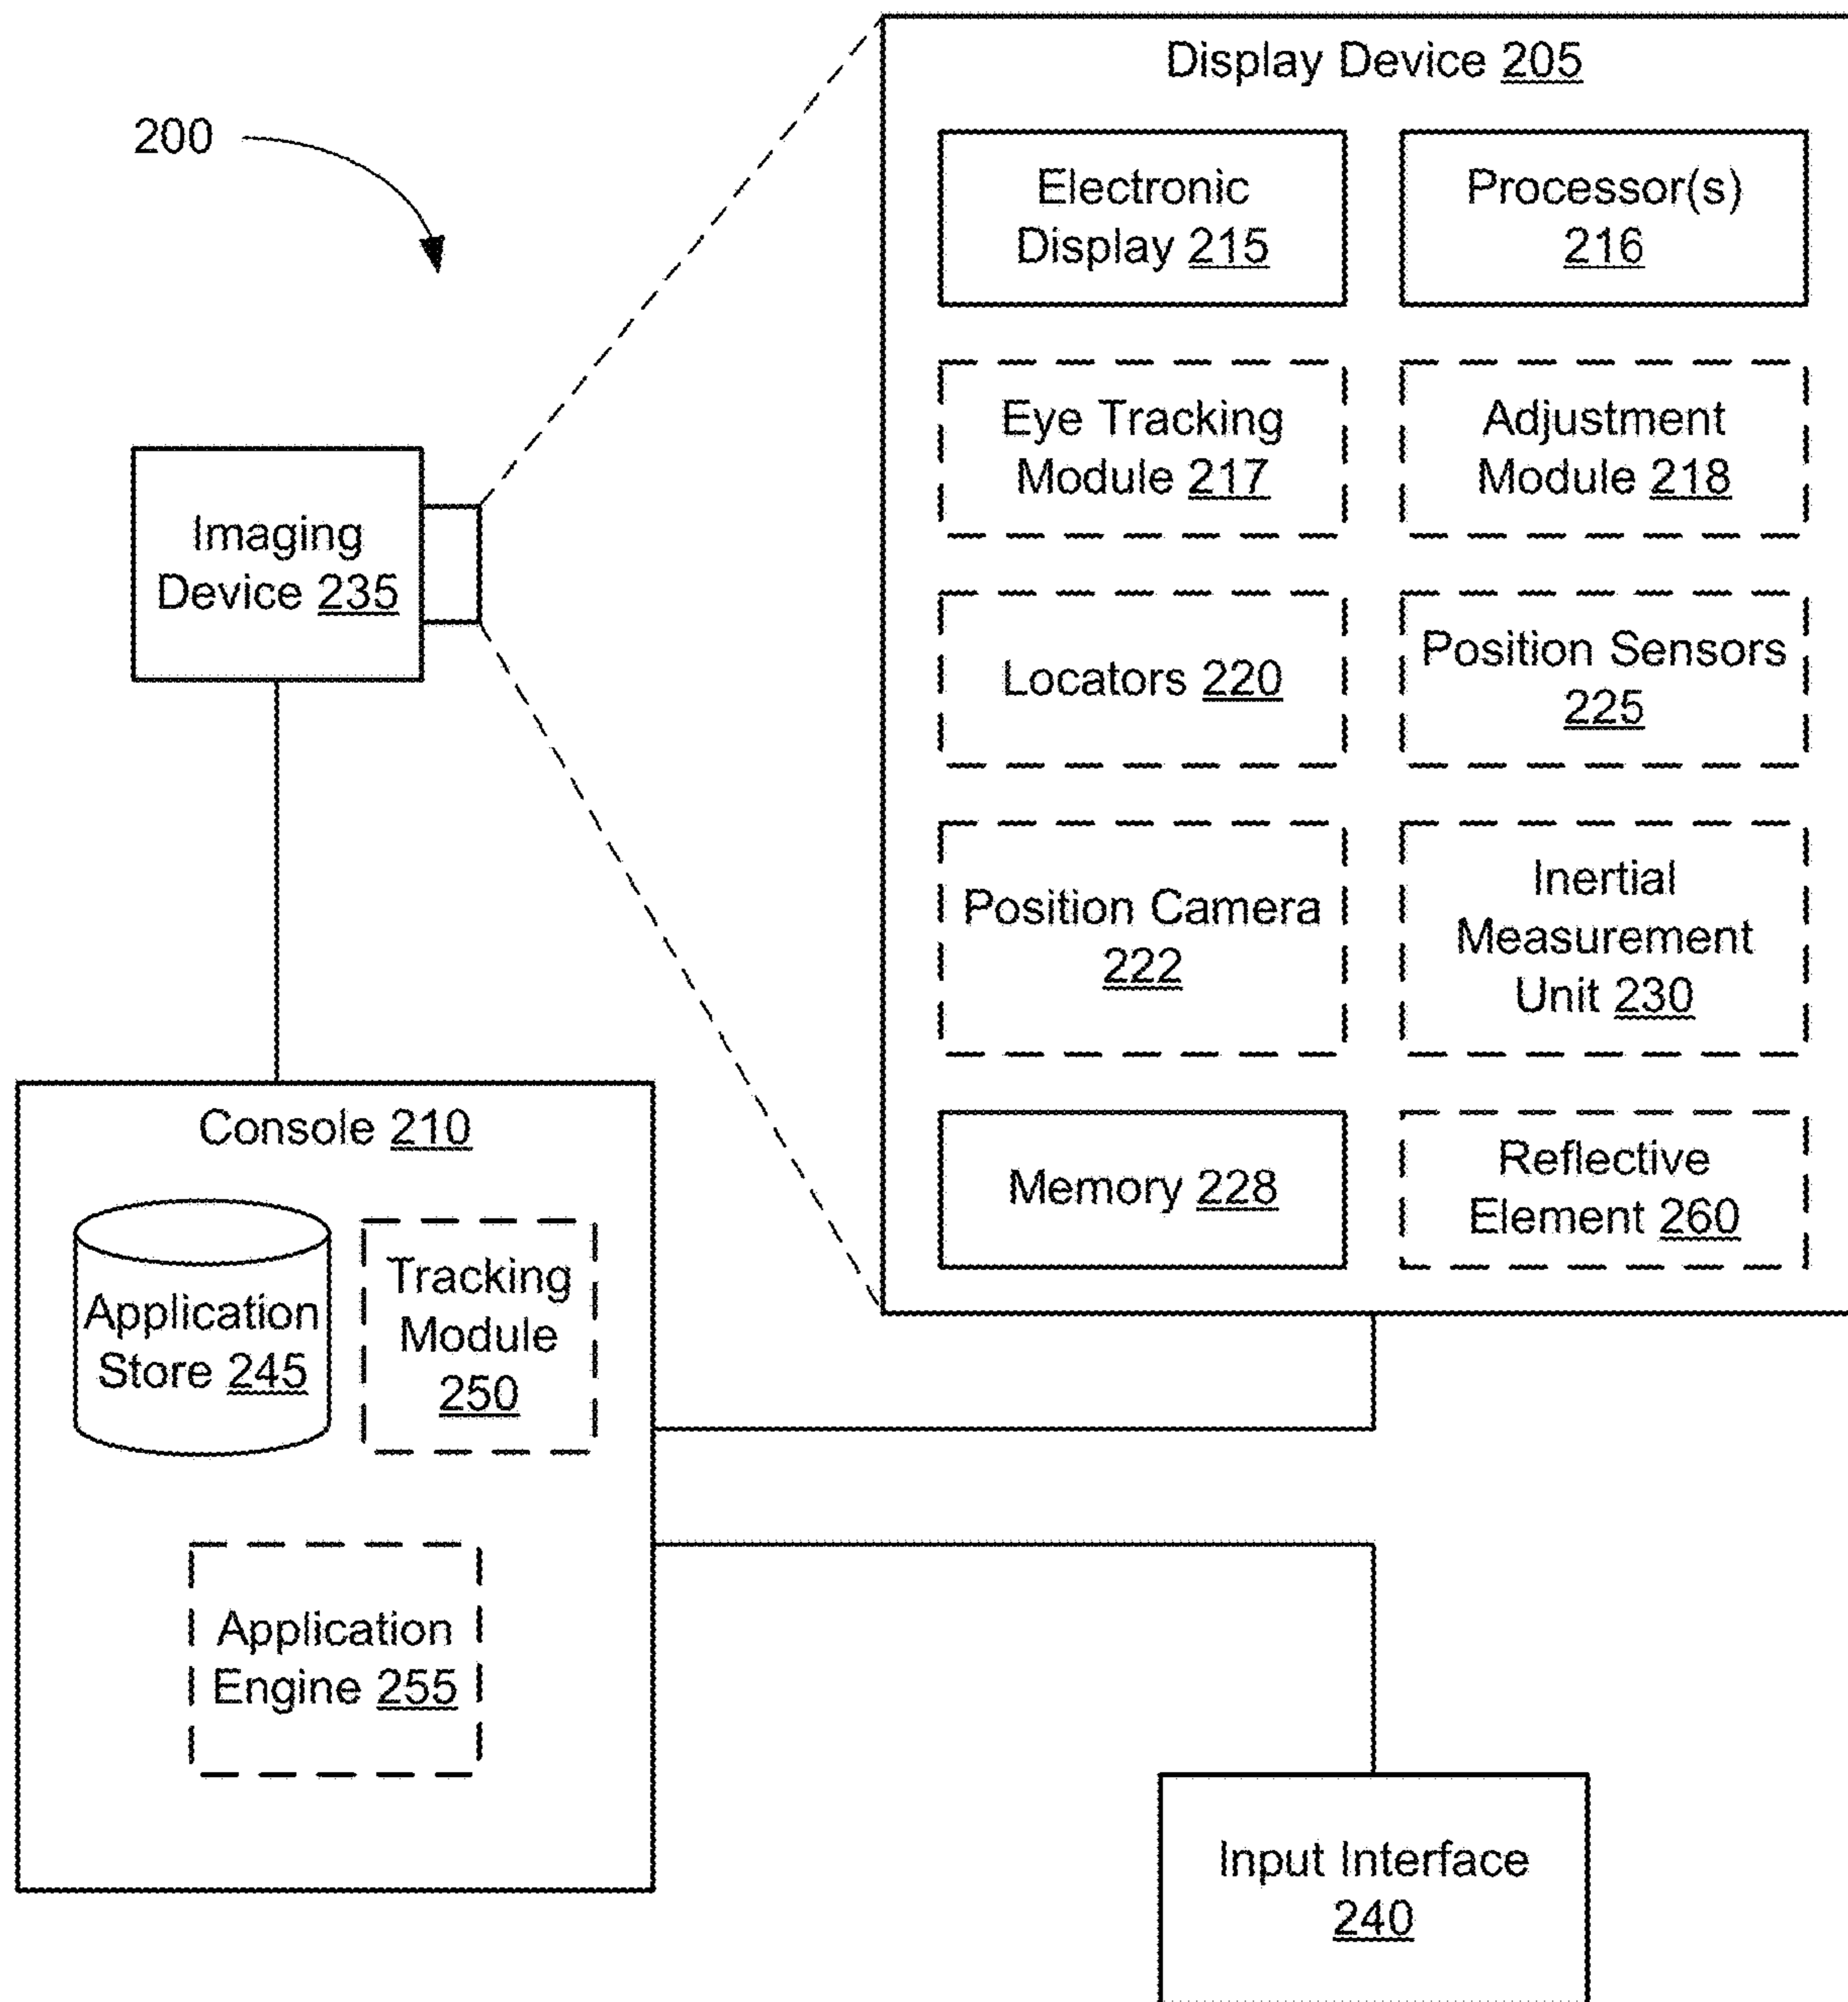 200
Display Device 205
Electronic
Display 215
Processor(s)
216
Eye Tracking
Module 217
Adjustment
Module 218
Imaging
Device 235
Locators 220
Position Sensors
225
Position Camera
222
Inertial
Measurement
Unit 230
Memory 228
Reflective
Element 260
Console 210
Application
Store 245
Tracking
Module
250
Application
Engine 255
Input Interface
240